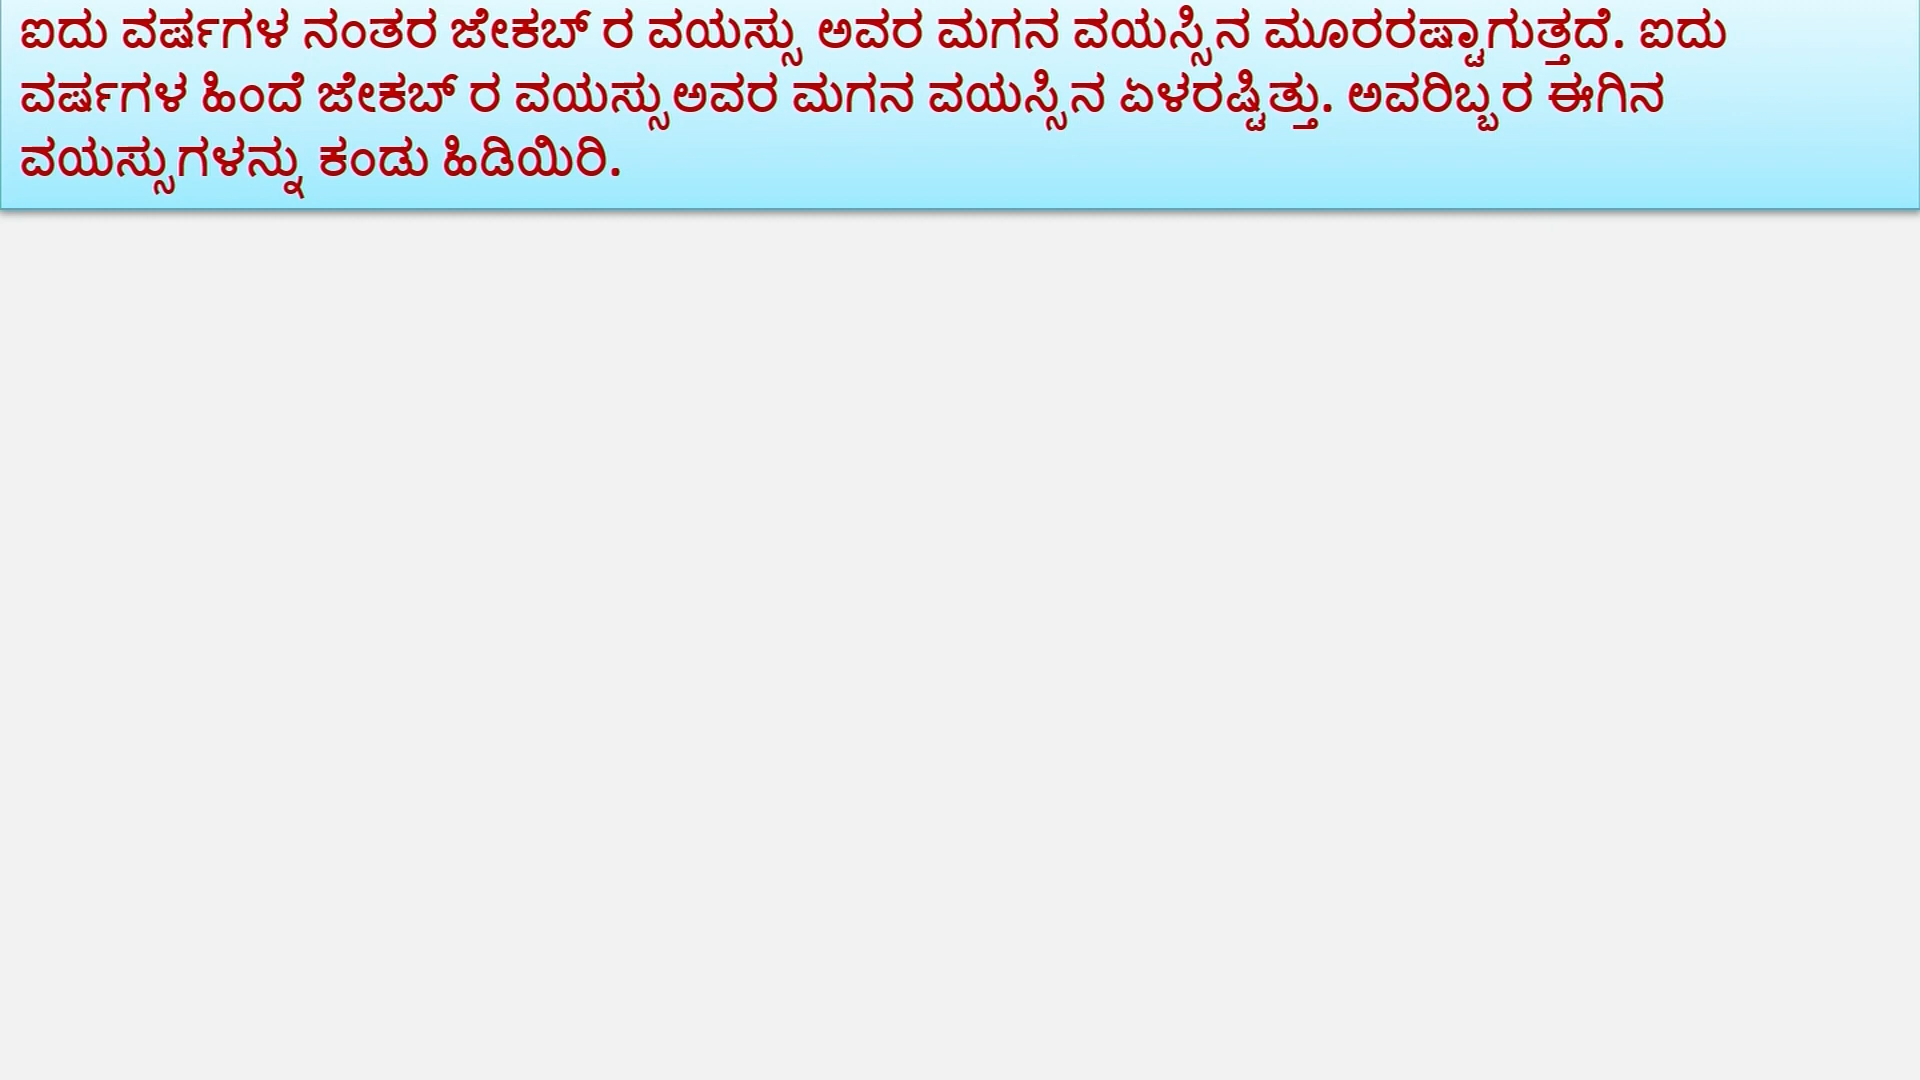 ಐದು ವರ್ಷಗಳ ನಂತರ ಜೇಕಬ್ ರ ವಯಸ್ಸು ಅವರ ಮಗನ ವಯಸ್ಸಿನ ಮೂರರಷ್ಟಾಗುತ್ತದೆ. ಐದು
ವರ್ಷಗಳ ಹಿಂದೆ ಜೇಕಬ್ ರ ವಯಸ್ಸುಅವರ ಮಗನ ವಯಸ್ಸಿನ ಏಳರಷ್ಟಿತ್ತು. ಅವರಿಬ್ಬರ ಈಗಿನ
ವಯಸ್ಸುಗಳನ್ನು ಕಂಡು ಹಿಡಿಯಿರಿ.